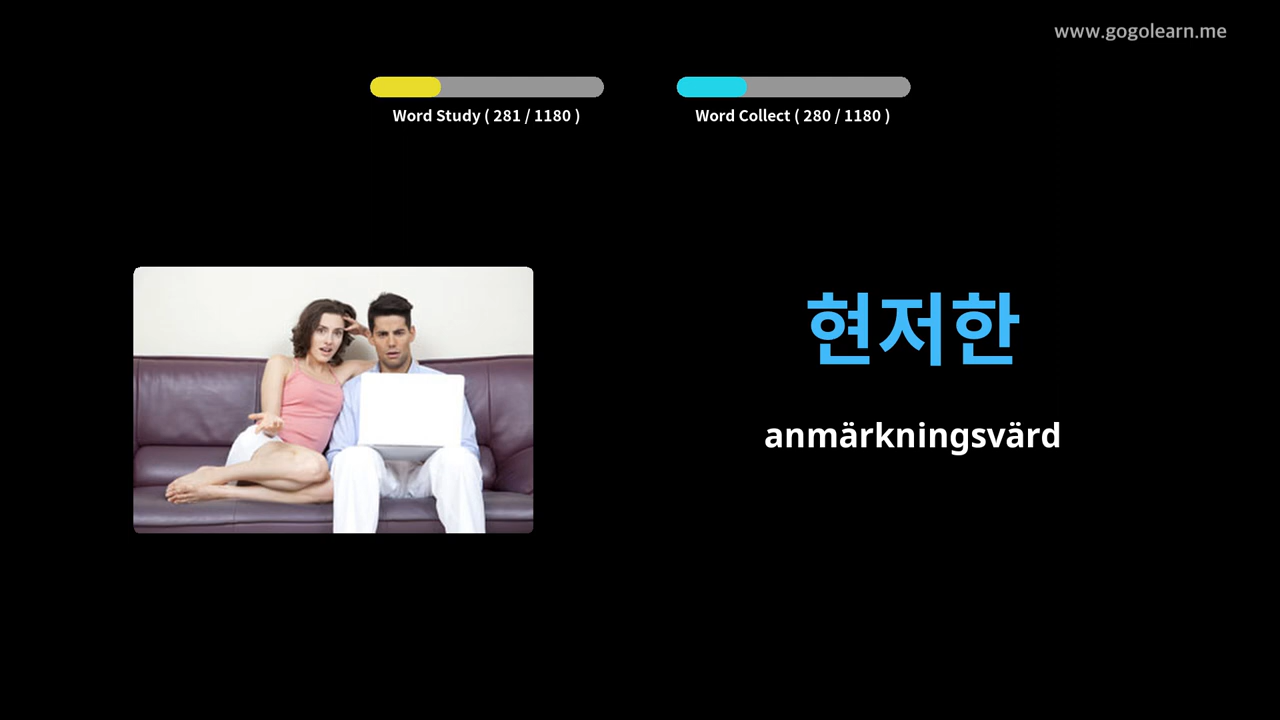 www.gogolearn.me
Word Study ( 281 / 1180 )
Word Collect ( 280 / 1180 )
현저한
anmärkningsvärd